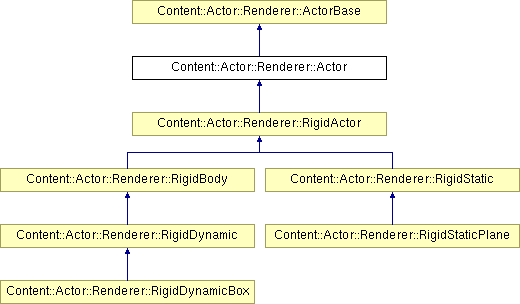 Content::Actor::Renderer::ActorBase
Content::Actor::Renderer::Actor
Content::Actor::Renderer::RigidActor
Content::Actor::Renderer::RigidBody
Content::Actor::Renderer::RigidStatic
Content::Actor::Renderer::RigidDynamic
Content::Actor::Renderer::RigidStaticPlane
Content::Actor::Renderer::RigidDynamicBox